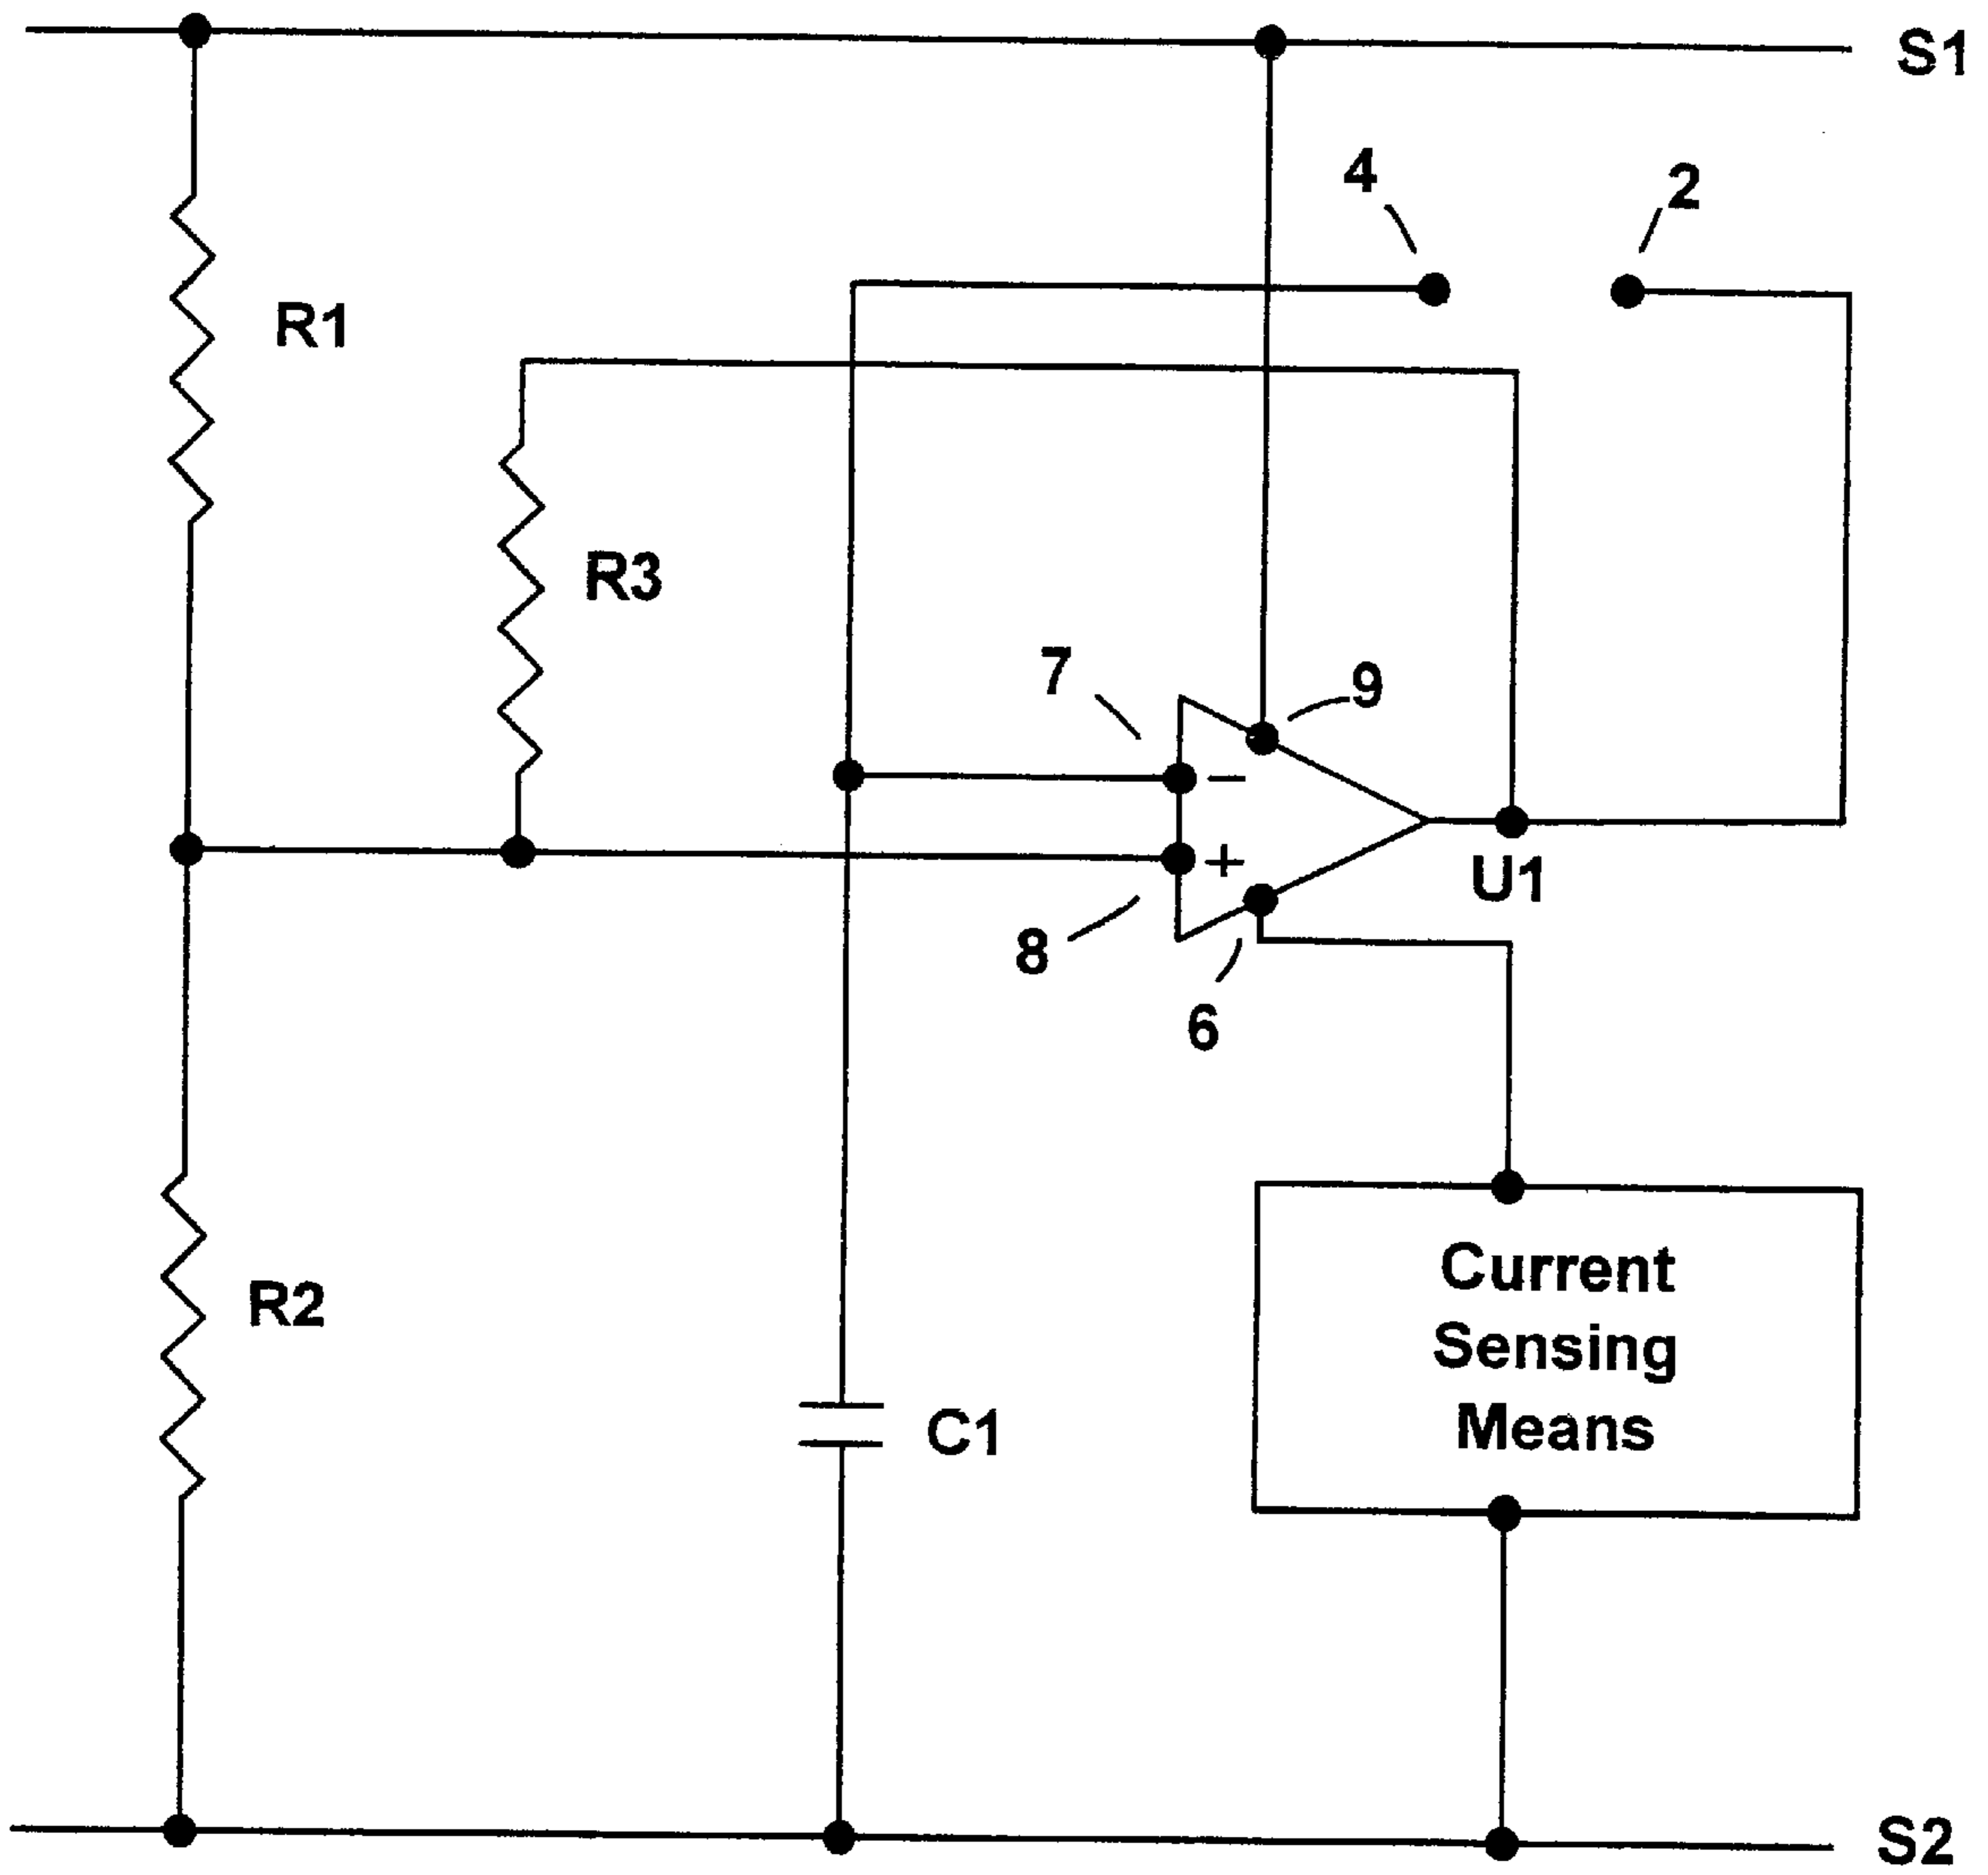 S1
4
2
R1
R3
7
9
−
+
U1
8
6
Current
Sensing
Means
R2
C1
S2